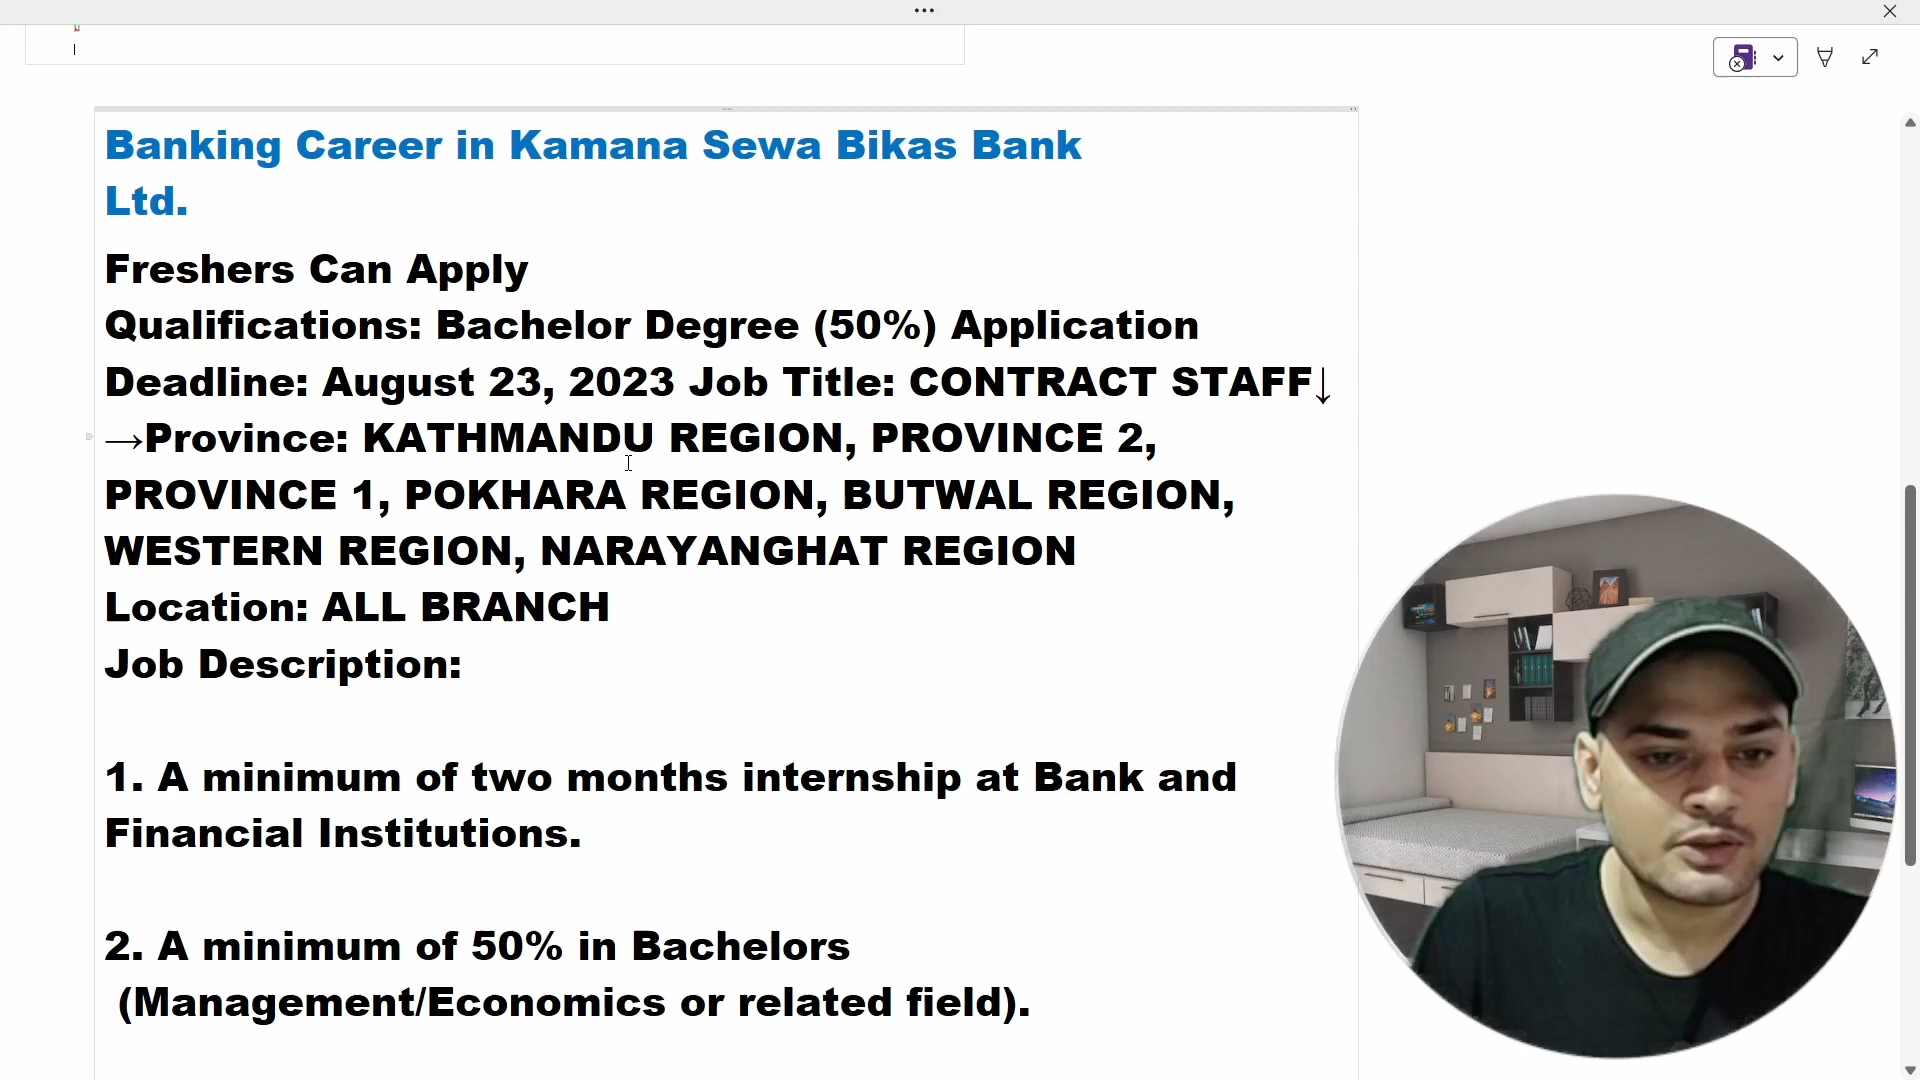 Banking Career in Kamana Sewa Bikas Bank
Ltd.
Freshers Can Apply
Qualifications: Bachelor Degree (50%) Application
Deadline: August 23, 2023 Job Title: CONTRACT STAFF↓
→Province: KATHMANDU REGION, PROVINCE 2,
PROVINCE 1, POKHARA REGION, BUTWAL REGION,
WESTERN REGION, NARAYANGHAT REGION
Location: ALL BRANCH
Job Description:
1. A minimum of two months internship at Bank and
Financial Institutions.
2. A minimum of 50% in Bachelors
(Management/Economics or related field).